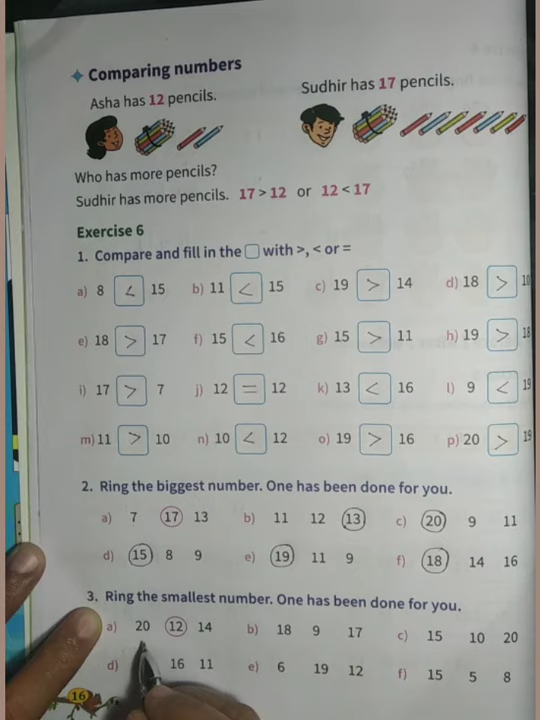 Comparing numbers
Asha has 12 pencils. Sudhir has 17 pencils.
Who has more pencils?
Sudhir has more pencils. 17 > 12 or 12 < 17
Exercise 6
1. Compare and fill in the □ with >, < or =
a) 8 < 15 b) 11 < 15 c) 19 > 14 d) 18 > 10
e) 18 > 17 f) 15 < 16 g) 15 > 11 h) 19 > 18
i) 17 > 7 j) 12 = 12 k) 13 < 16 l) 9 < 19
m) 11 > 10 n) 10 < 12 o) 19 > 16 p) 20 > 19
2. Ring the biggest number. One has been done for you.
a) 7 17 13 b) 11 12 13 c) 20 9 11
d) 15 8 9 e) 19 11 9 f) 18 14 16
3. Ring the smallest number. One has been done for you.
a) 20 12 14 b) 18 9 17 c) 15 10 20
d) 16 11 e) 6 19 12 f) 15 5 8
16